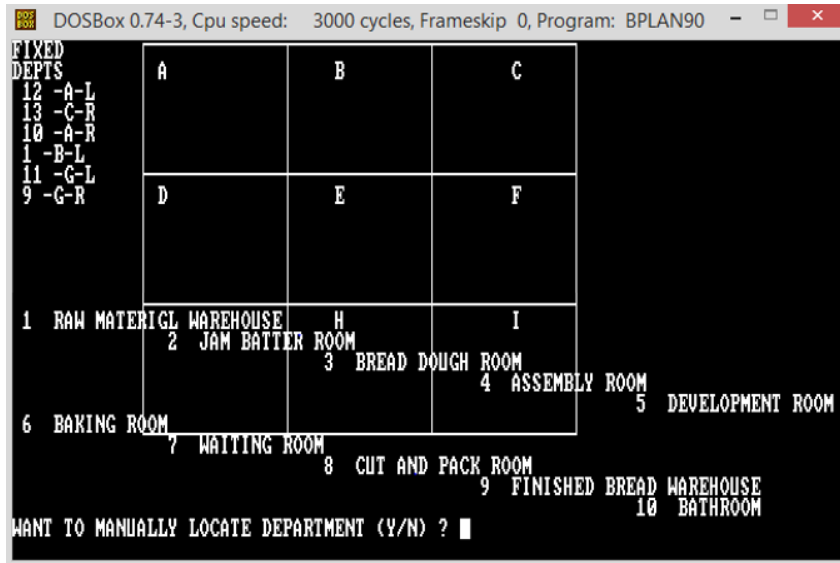 DOSBox 0.74-3, Cpu speed: 3000 cycles, Frameskip 0, Program: BPLAN90
FIXED
DEPTS A B C
12 -A-L
13 -C-R
10 -A-R
1 -B-L
11 -G-L
9 -G-R D E F
1 RAW MATERIGL WAREHOUSE H I
2 JAM BATTER ROOM
3 BREAD DOUGH ROOM
4 ASSEMBLY ROOM
5 DEVELOPMENT ROOM
6 BAKING ROOM
7 WAITING ROOM
8 CUT AND PACK ROOM
9 FINISHED BREAD WAREHOUSE
10 BATHROOM
WANT TO MANUALLY LOCATE DEPARTMENT (Y/N) ?